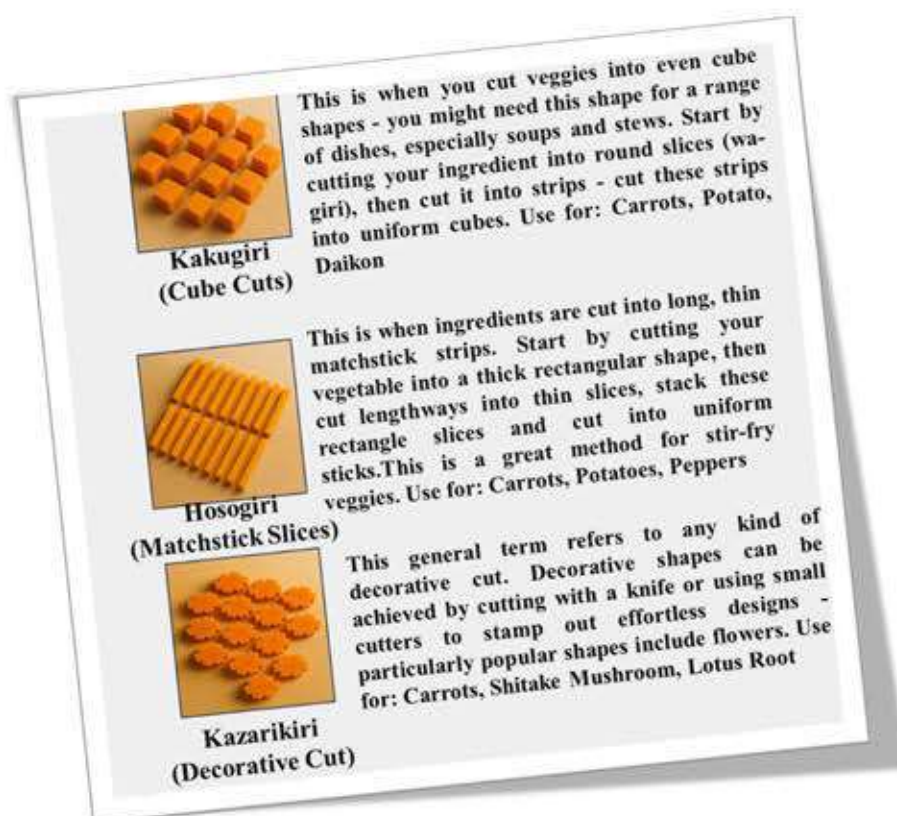 This is when you cut veggies into even cube
shapes - you might need this shape for a range
of dishes, especially soups and stews. Start by
cutting your ingredient into round slices (wa-
giri), then cut it into strips - cut these strips
into uniform cubes. Use for: Carrots, Potato,
Daikon
Kakugiri
(Cube Cuts)
This is when ingredients are cut into long, thin
matchstick strips. Start by cutting your
vegetable into a thick rectangular shape, then
cut lengthways into thin slices, stack these
rectangle slices and cut into uniform
sticks.This is a great method for stir-fry
veggies. Use for: Carrots, Potatoes, Peppers
Hosogiri
(Matchstick Slices)
This general term refers to any kind of
decorative cut. Decorative shapes can be
achieved by cutting with a knife or using small
cutters to stamp out effortless designs -
particularly popular shapes include flowers. Use
for: Carrots, Shitake Mushroom, Lotus Root
Kazarikiri
(Decorative Cut)